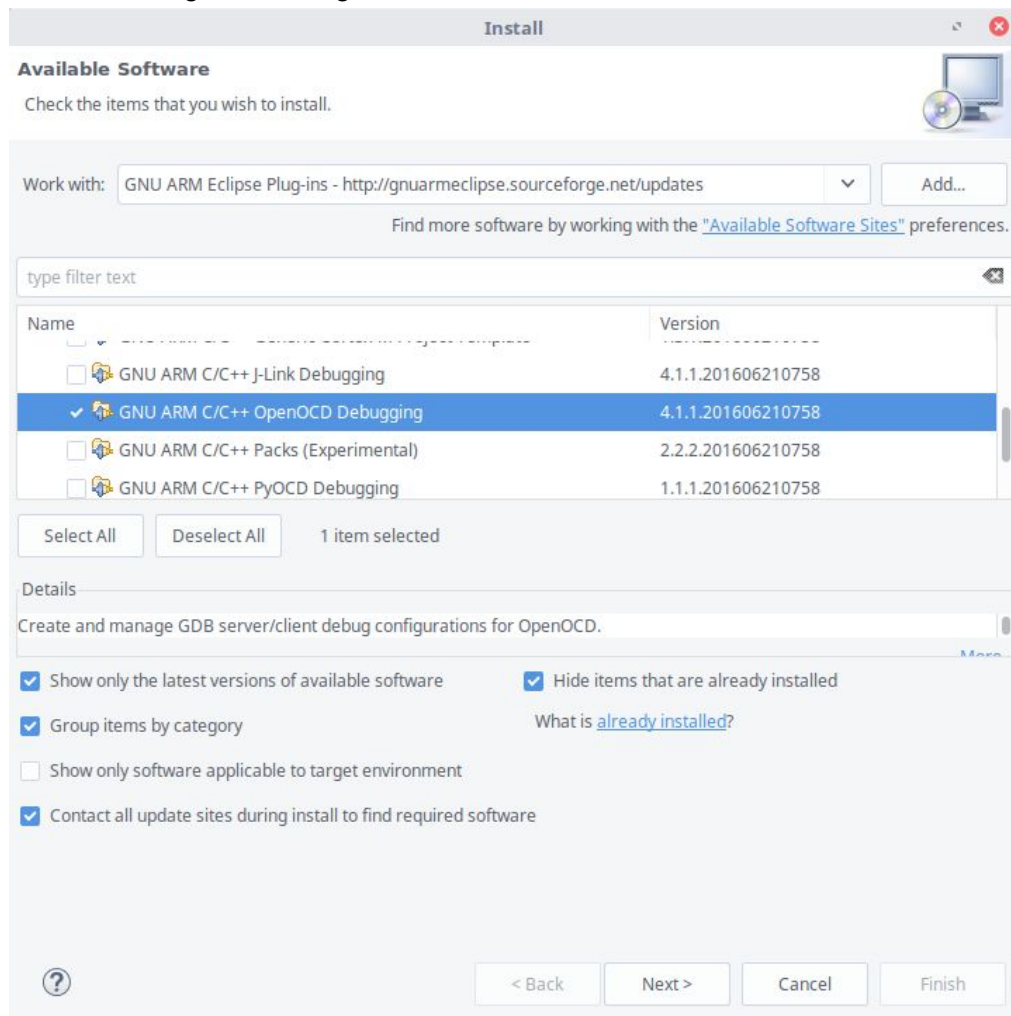 Install
Available Software
Check the items that you wish to install.
Work with: GNU ARM Eclipse Plug-ins - http://gnuarmeclipse.sourceforge.net/updates Add...
Find more software by working with the "Available Software Sites" preferences.
type filter text
Name Version
GNU ARM C/C++ J-Link Debugging 4.1.1.201606210758
GNU ARM C/C++ OpenOCD Debugging 4.1.1.201606210758
GNU ARM C/C++ Packs (Experimental) 2.2.2.201606210758
GNU ARM C/C++ PyOCD Debugging 1.1.1.201606210758
Select All Deselect All 1 item selected
Details
Create and manage GDB server/client debug configurations for OpenOCD.
More
Show only the latest versions of available software Hide items that are already installed
Group items by category What is already installed?
Show only software applicable to target environment
Contact all update sites during install to find required software
? < Back Next > Cancel Finish